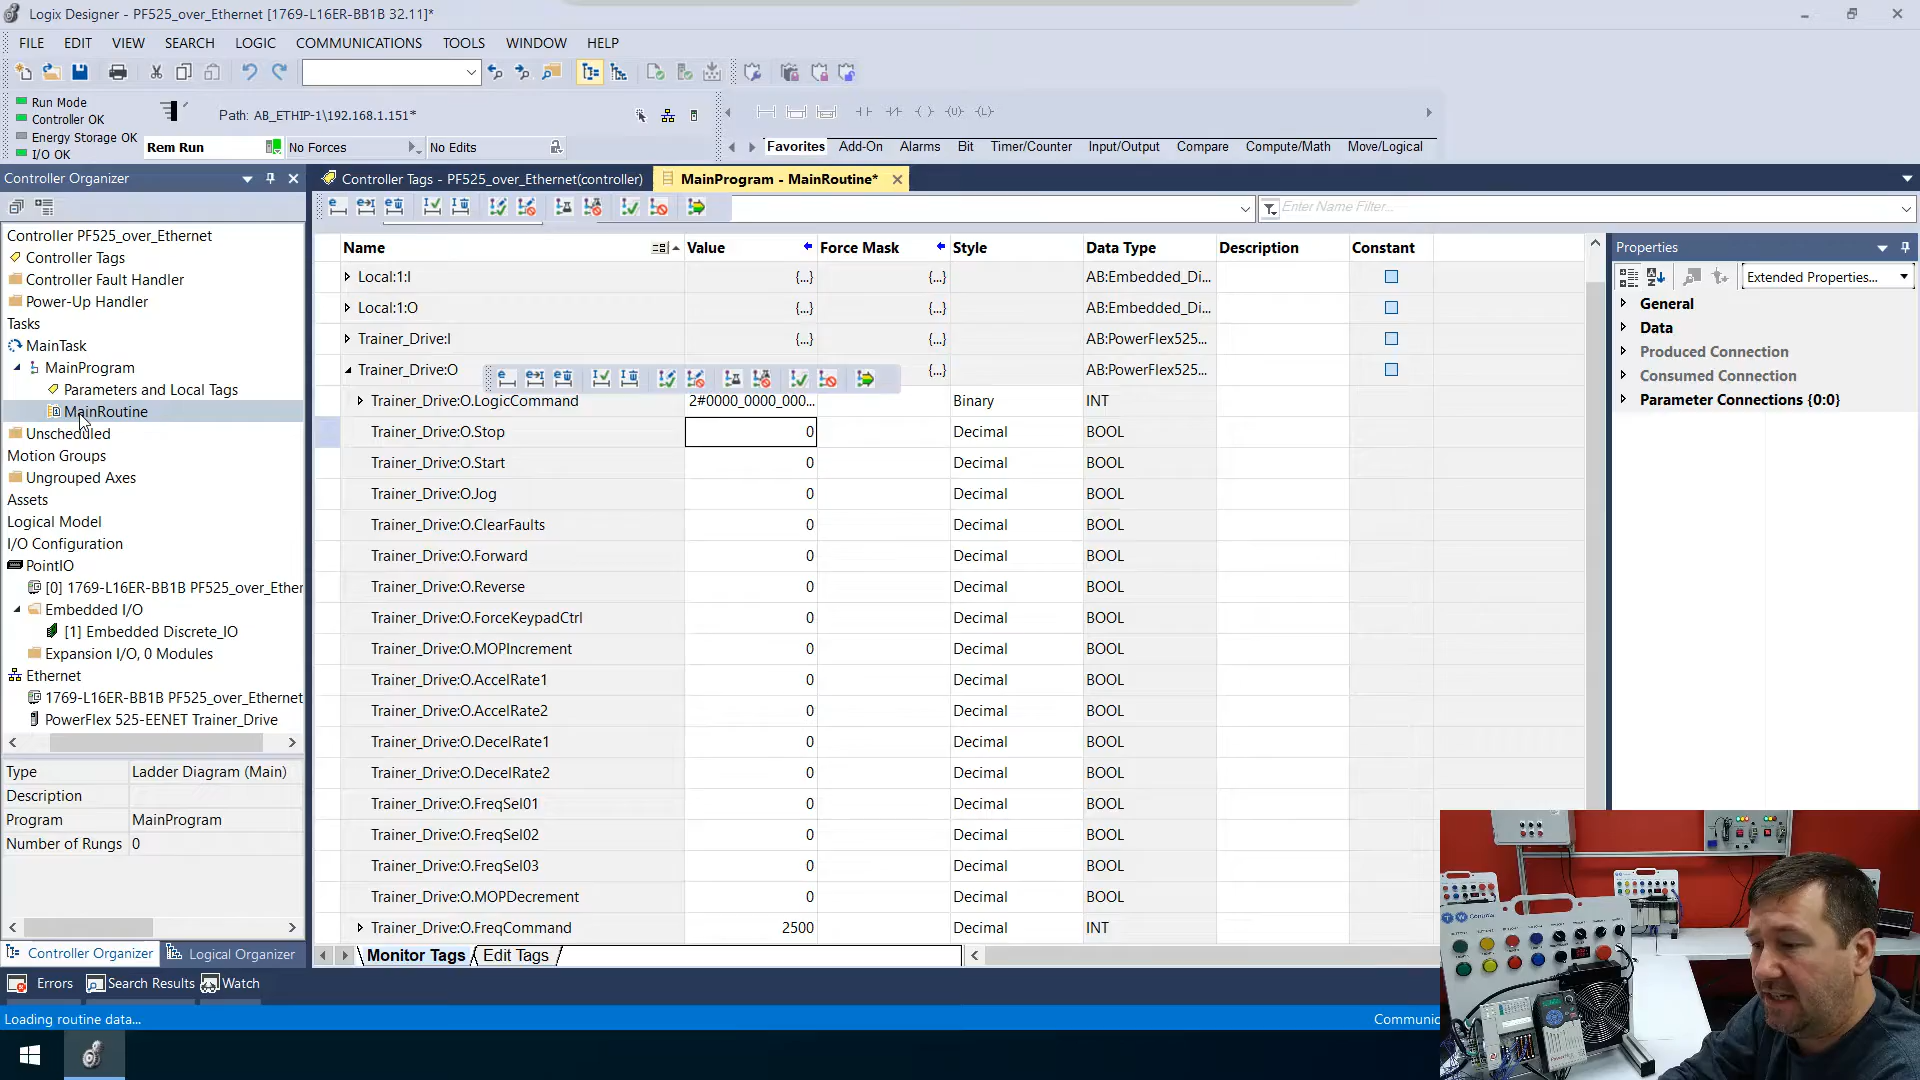 Logix Designer - PF525_over_Ethernet [1769-L16ER-BB1B 32.11]*
FILE EDIT VIEW SEARCH LOGIC COMMUNICATIONS TOOLS WINDOW HELP
Run Mode
Controller OK
Energy Storage OK
I/O OK
Path: AB_ETHIP-1\192.168.1.151*
Rem Run
No Forces
No Edits
Favorites Add-On Alarms Bit Timer/Counter Input/Output Compare Compute/Math Move/Logical
Controller Organizer
Controller Tags - PF525_over_Ethernet(controller)
MainProgram - MainRoutine*
Enter Name Filter...
Controller PF525_over_Ethernet
Controller Tags
Controller Fault Handler
Power-Up Handler
Tasks
MainTask
MainProgram
Parameters and Local Tags
MainRoutine
Unscheduled
Motion Groups
Ungrouped Axes
Assets
Logical Model
I/O Configuration
PointIO
[0] 1769-L16ER-BB1B PF525_over_Ether
Embedded I/O
[1] Embedded Discrete_IO
Expansion I/O, 0 Modules
Ethernet
1769-L16ER-BB1B PF525_over_Ethernet
PowerFlex 525-EENET Trainer_Drive
Type Ladder Diagram (Main)
Description
Program MainProgram
Number of Rungs 0
Controller Organizer Logical Organizer
Name Value Force Mask Style Data Type Description Constant
Local:1:I {...} {...} AB:Embedded_Di...
Local:1:O {...} {...} AB:Embedded_Di...
Trainer_Drive:I {...} {...} AB:PowerFlex525...
Trainer_Drive:O {...} AB:PowerFlex525...
Trainer_Drive:O.LogicCommand 2#0000_0000_000... Binary INT
Trainer_Drive:O.Stop 0 Decimal BOOL
Trainer_Drive:O.Start 0 Decimal BOOL
Trainer_Drive:O.Jog 0 Decimal BOOL
Trainer_Drive:O.ClearFaults 0 Decimal BOOL
Trainer_Drive:O.Forward 0 Decimal BOOL
Trainer_Drive:O.Reverse 0 Decimal BOOL
Trainer_Drive:O.ForceKeypadCtrl 0 Decimal BOOL
Trainer_Drive:O.MOPIncrement 0 Decimal BOOL
Trainer_Drive:O.AccelRate1 0 Decimal BOOL
Trainer_Drive:O.AccelRate2 0 Decimal BOOL
Trainer_Drive:O.DecelRate1 0 Decimal BOOL
Trainer_Drive:O.DecelRate2 0 Decimal BOOL
Trainer_Drive:O.FreqSel01 0 Decimal BOOL
Trainer_Drive:O.FreqSel02 0 Decimal BOOL
Trainer_Drive:O.FreqSel03 0 Decimal BOOL
Trainer_Drive:O.MOPDecrement 0 Decimal BOOL
Trainer_Drive:O.FreqCommand 2500 Decimal INT
Monitor Tags Edit Tags
Properties
Extended Properties...
General
Data
Produced Connection
Consumed Connection
Parameter Connections {0:0}
Errors Search Results Watch
Loading routine data...
Communic